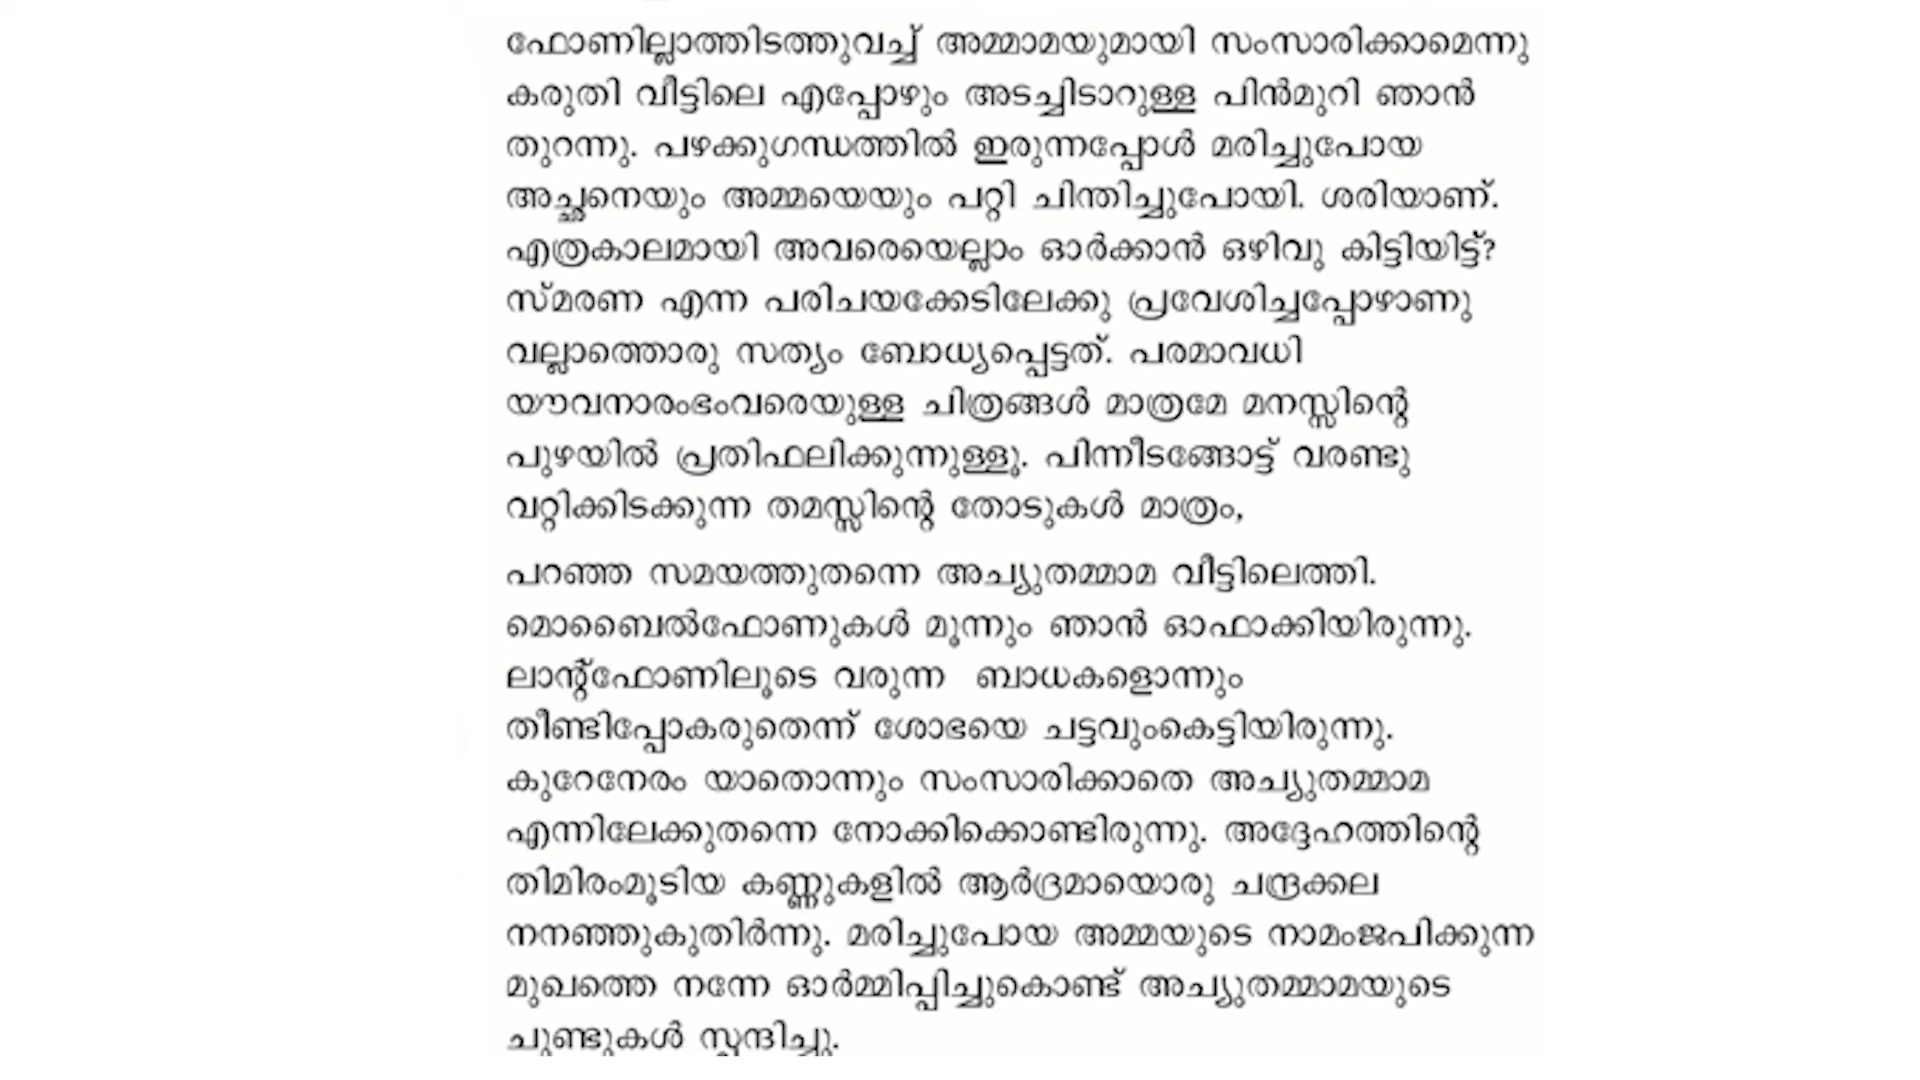 ഫോണില്ലാത്തിടത്തുവച്ച് അമ്മാമയുമായി സംസാരിക്കാമെന്നു
കരുതി വീട്ടിലെ എപ്പോഴും അടച്ചിടാറുള്ള പിൻമുറി ഞാൻ
തുറന്നു. പഴക്കുഗന്ധത്തിൽ ഇരുന്നപ്പോൾ മരിച്ചുപോയ
അച്ഛനെയും അമ്മയെയും പറ്റി ചിന്തിച്ചുപോയി. ശരിയാണ്.
എത്രകാലമായി അവരെയെല്ലാം ഓർക്കാൻ ഒഴിവു കിട്ടിയിട്ട്?
സ്മരണ എന്ന പരിചയക്കേടിലേക്കു പ്രവേശിച്ചപ്പോഴാണു
വല്ലാത്തൊരു സത്യം ബോധ്യപ്പെട്ടത്. പരമാവധി
യൗവനാരംഭംവരെയുള്ള ചിത്രങ്ങൾ മാത്രമേ മനസ്സിന്റെ
പുഴയിൽ പ്രതിഫലിക്കുന്നുള്ളൂ. പിന്നീടങ്ങോട്ട് വരണ്ടു
വറ്റിക്കിടക്കുന്ന തമസ്സിന്റെ തോടുകൾ മാത്രം,
പറഞ്ഞ സമയത്തുതന്നെ അച്യുതമ്മാമ വീട്ടിലെത്തി.
മൊബൈൽഫോണുകൾ മൂന്നും ഞാൻ ഓഫാക്കിയിരുന്നു.
ലാന്റ്ഫോണിലൂടെ വരുന്ന ബാധകളൊന്നും
തീണ്ടിപ്പോകരുതെന്ന് ശോഭയെ ചട്ടവുംകെട്ടിയിരുന്നു.
കുറേനേരം യാതൊന്നും സംസാരിക്കാതെ അച്യുതമ്മാമ
എന്നിലേക്കുതന്നെ നോക്കിക്കൊണ്ടിരുന്നു. അദ്ദേഹത്തിന്റെ
തിമിരംമൂടിയ കണ്ണുകളിൽ ആർദ്രമായൊരു ചന്ദ്രക്കല
നനഞ്ഞുകുതിർന്നു. മരിച്ചുപോയ അമ്മയുടെ നാമംജപിക്കുന്ന
മുഖത്തെ നന്നേ ഓർമ്മിപ്പിച്ചുകൊണ്ട് അച്യുതമ്മാമയുടെ
ചുണ്ടുകൾ സ്പന്ദിച്ചു.